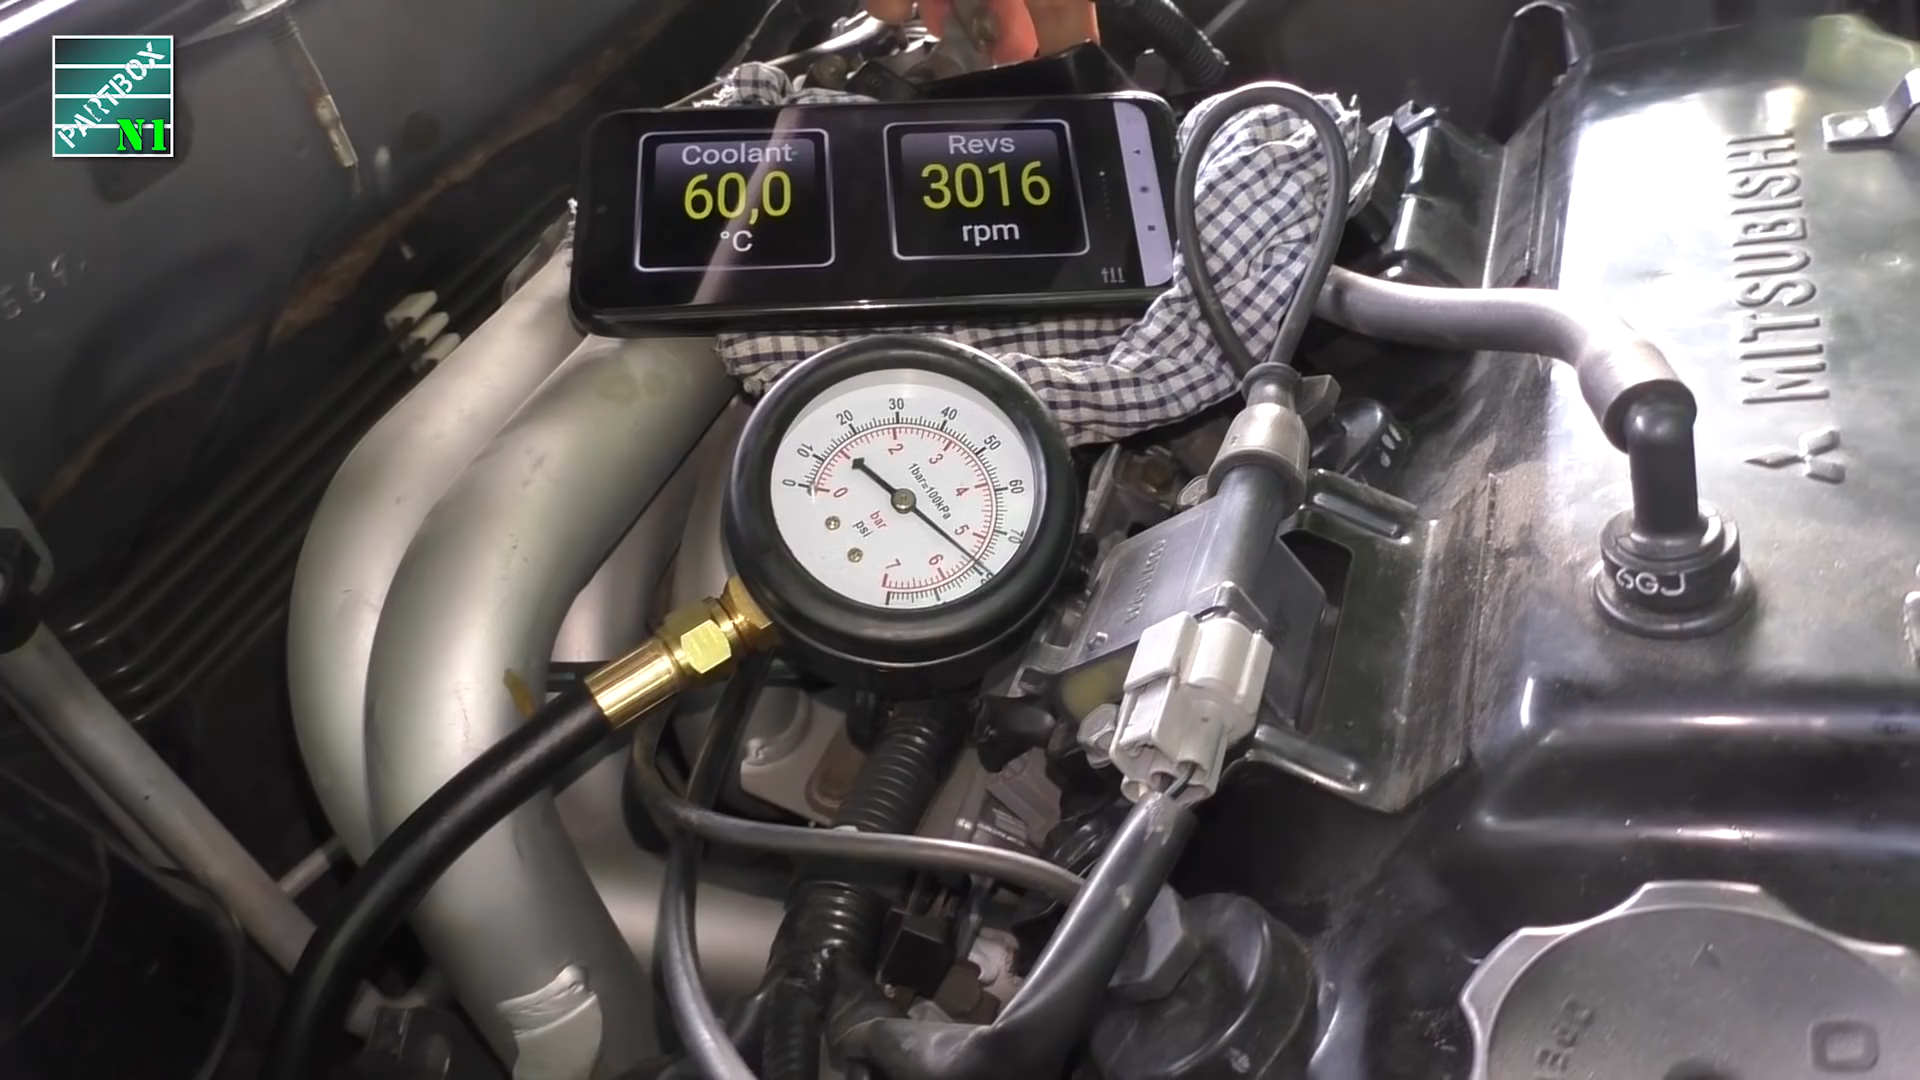 PARTBOX
N1
Coolant
60,0
°C
Revs
3016
rpm
MITSUBISHI
0 10 20 30 40 50 60 70
0 2 3 4 5 6 7
1bar=100kPa
bar
psi
6GJ